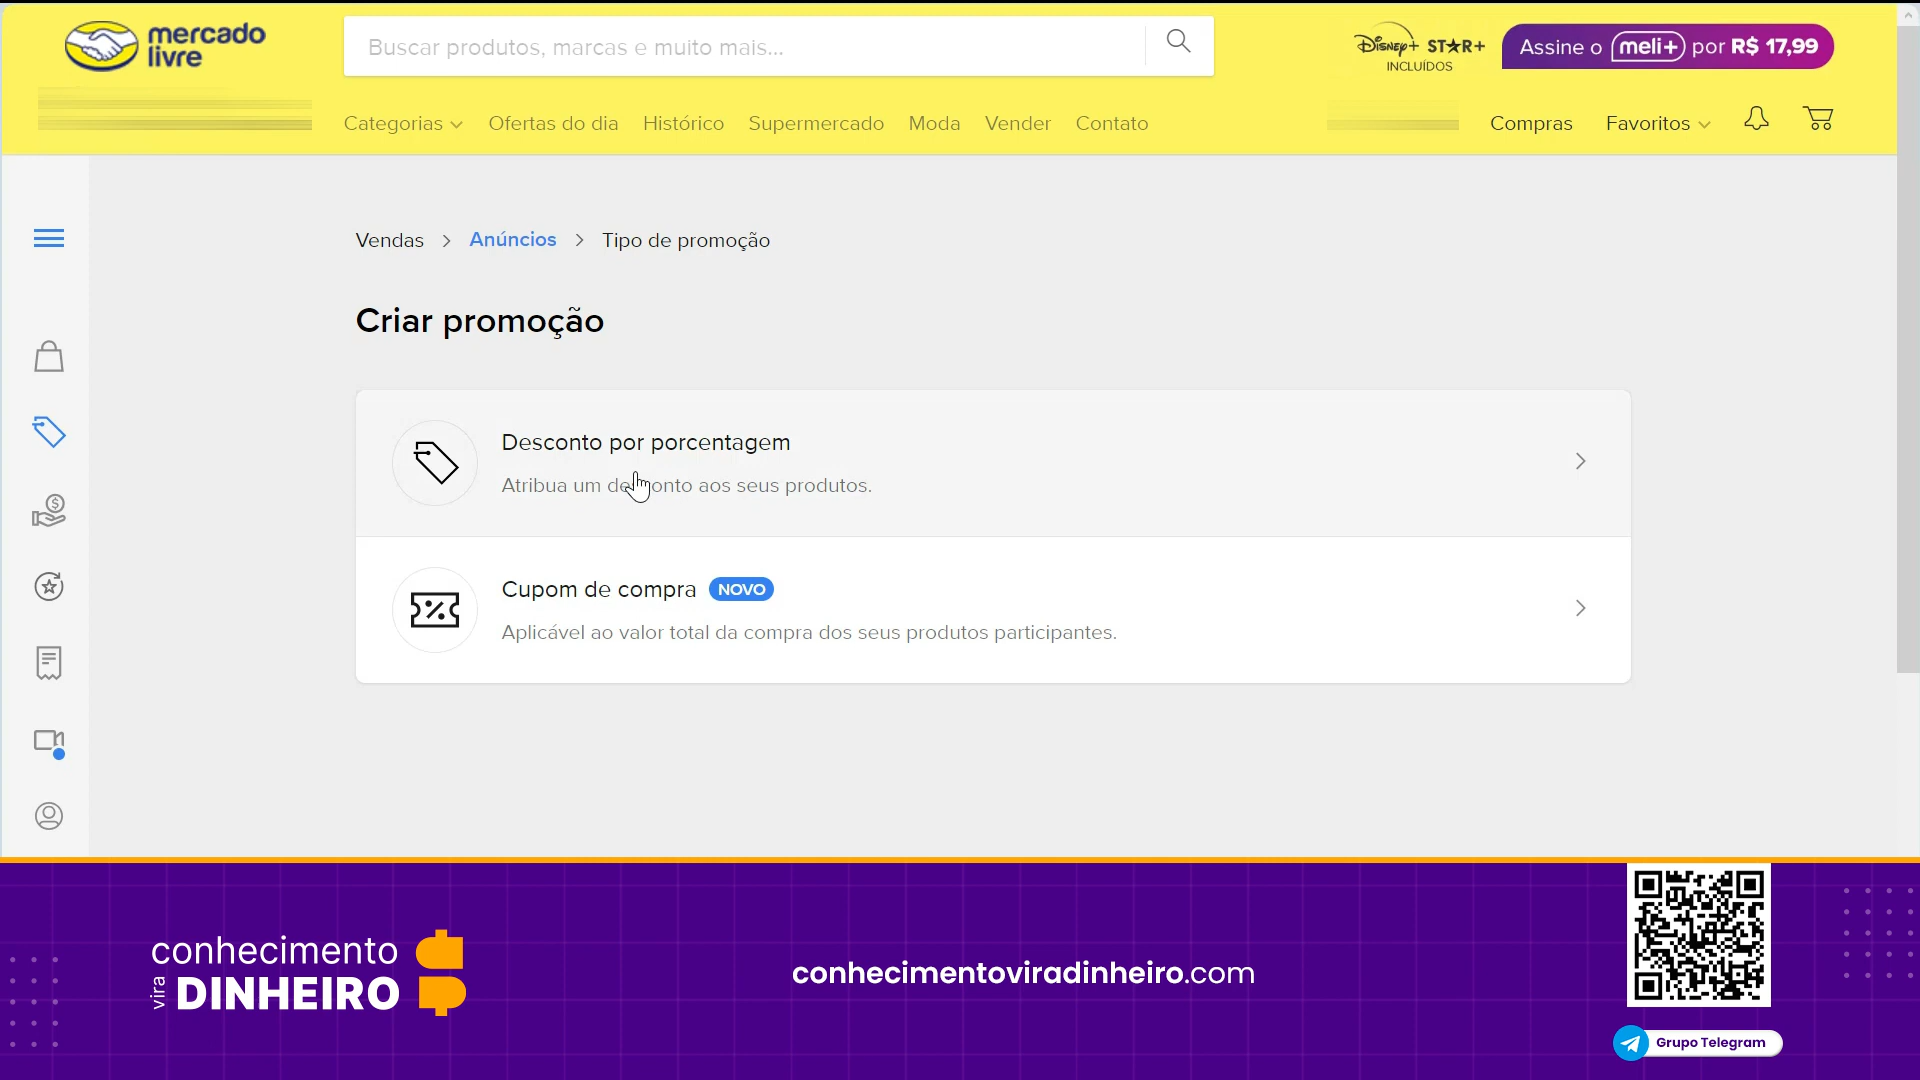 mercado
livre
Buscar produtos, marcas e muito mais...
Disney+ STAR+
INCLUÍDOS
Assine o meli+ por R$ 17,99
Categorias
Ofertas do dia
Histórico
Supermercado
Moda
Vender
Contato
Compras
Favoritos
Vendas > Anúncios > Tipo de promoção
Criar promoção
Desconto por porcentagem
Atribua um desconto aos seus produtos.
Cupom de compra NOVO
Aplicável ao valor total da compra dos seus produtos participantes.
conhecimento
vira DINHEIRO
conhecimentoviradinheiro.com
Grupo Telegram